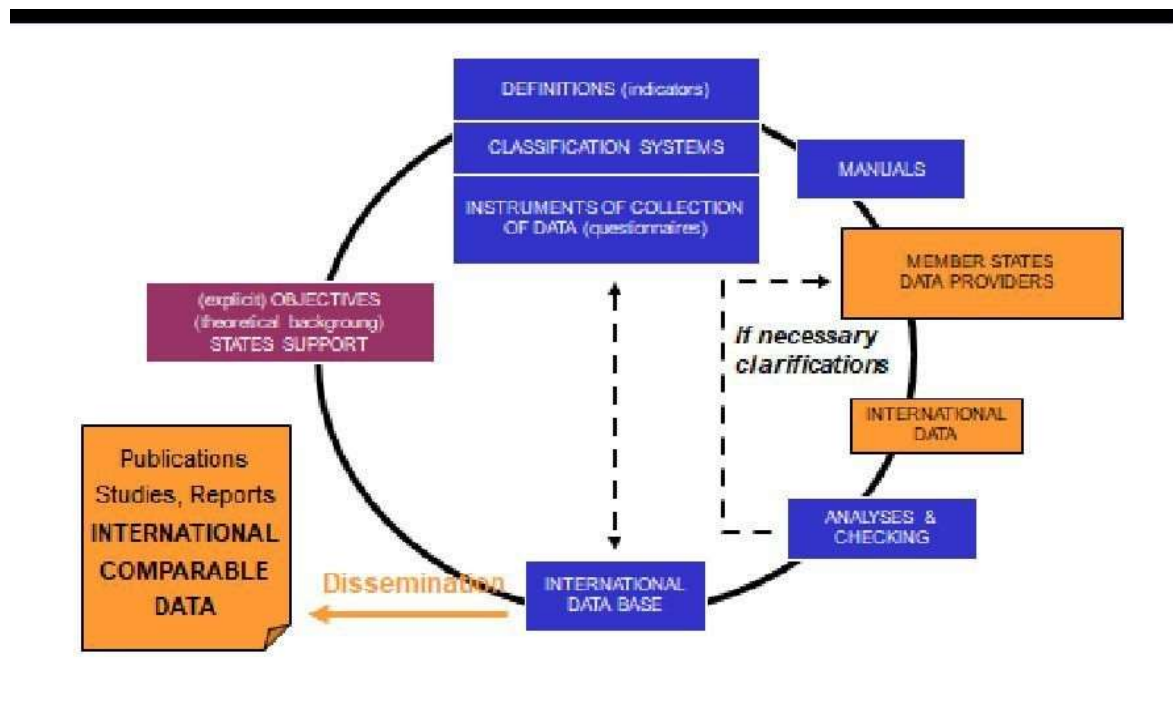 DEFINITIONS (indicators)
CLASSIFICATION SYSTEMS
INSTRUMENTS OF COLLECTION
OF DATA (questionnaires)
MANUALS
MEMBER STATES
DATA PROVIDERS
(explicit) OBJECTIVES
(theoretical backgroung)
STATES SUPPORT
If necessary
clarifications
INTERNATIONAL
DATA
ANALYSES &
CHECKING
INTERNATIONAL
DATA BASE
Dissemination
Publications
Studies, Reports
INTERNATIONAL
COMPARABLE
DATA